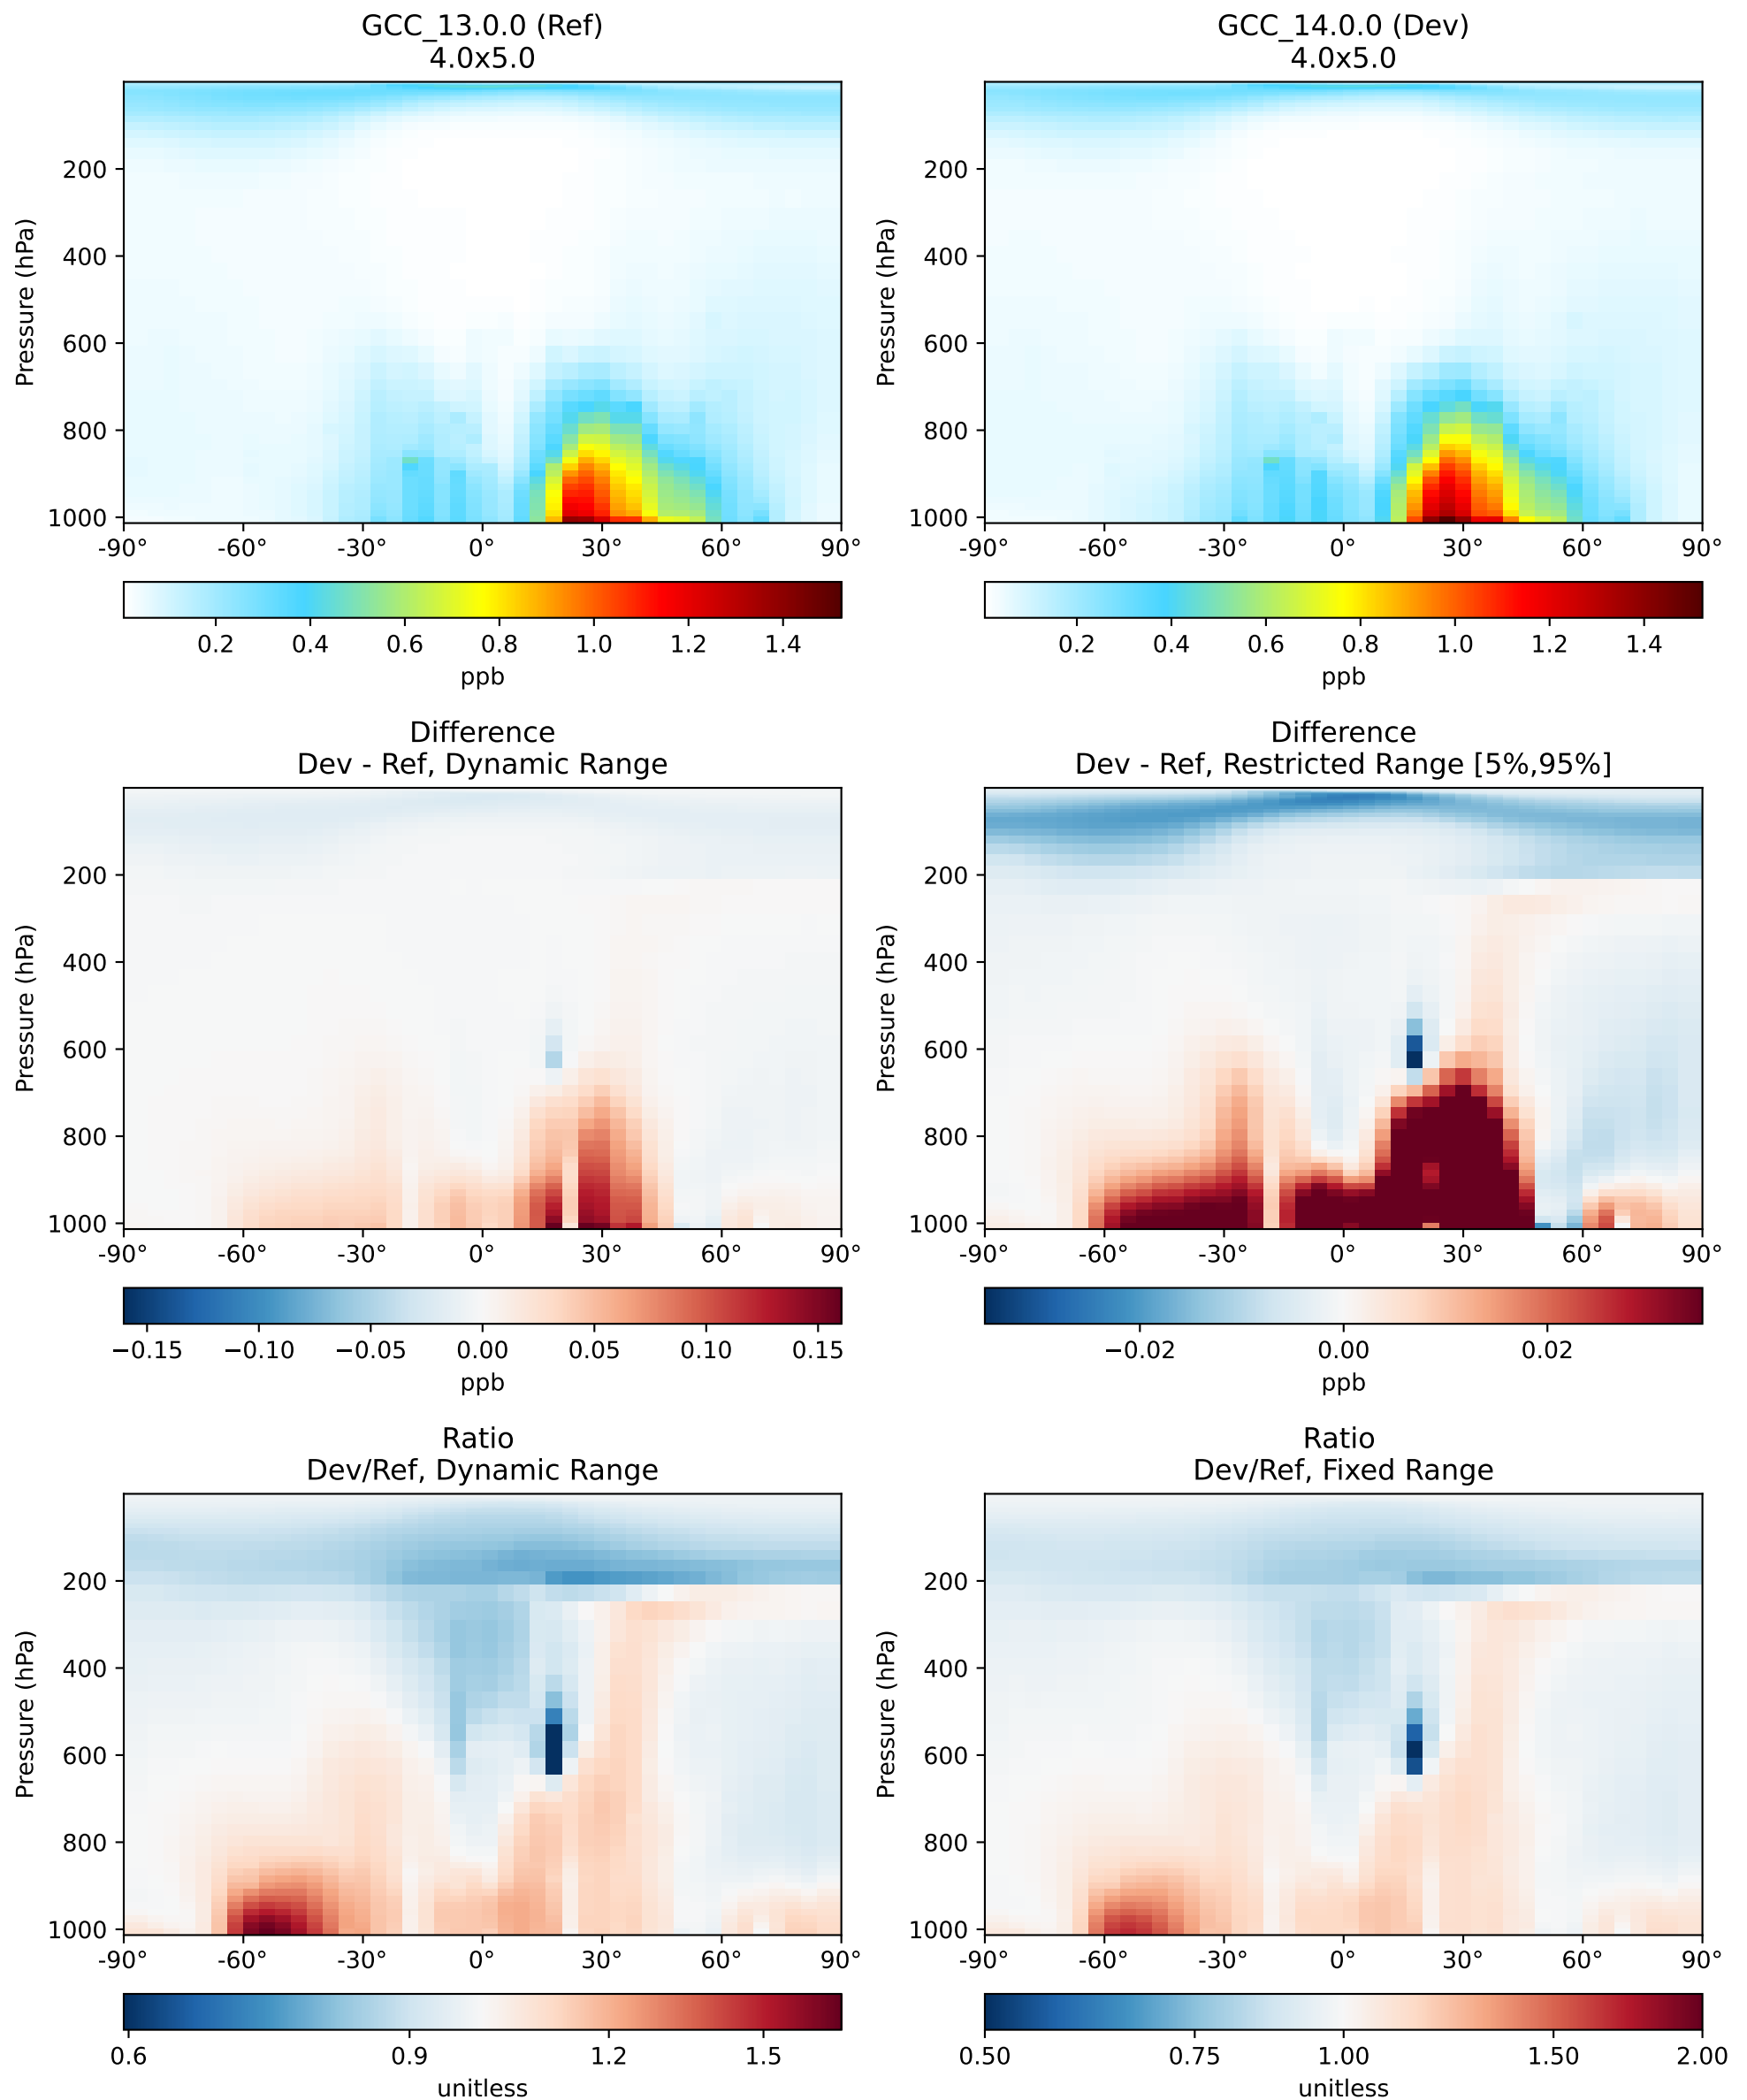 GCC_13.0.0 (Ref)
4.0x5.0
Pressure (hPa)
200
400
600
800
1000
-90° -60° -30° 0° 30° 60° 90°
0.2 0.4 0.6 0.8 1.0 1.2 1.4
ppb
GCC_14.0.0 (Dev)
4.0x5.0
Pressure (hPa)
200
400
600
800
1000
-90° -60° -30° 0° 30° 60° 90°
0.2 0.4 0.6 0.8 1.0 1.2 1.4
ppb
Difference
Dev - Ref, Dynamic Range
Pressure (hPa)
200
400
600
800
1000
-90° -60° -30° 0° 30° 60° 90°
−0.15 −0.10 −0.05 0.00 0.05 0.10 0.15
ppb
Difference
Dev - Ref, Restricted Range [5%,95%]
Pressure (hPa)
200
400
600
800
1000
-90° -60° -30° 0° 30° 60° 90°
−0.02 0.00 0.02
ppb
Ratio
Dev/Ref, Dynamic Range
Pressure (hPa)
200
400
600
800
1000
-90° -60° -30° 0° 30° 60° 90°
0.6 0.9 1.2 1.5
unitless
Ratio
Dev/Ref, Fixed Range
Pressure (hPa)
200
400
600
800
1000
-90° -60° -30° 0° 30° 60° 90°
0.50 0.75 1.00 1.50 2.00
unitless